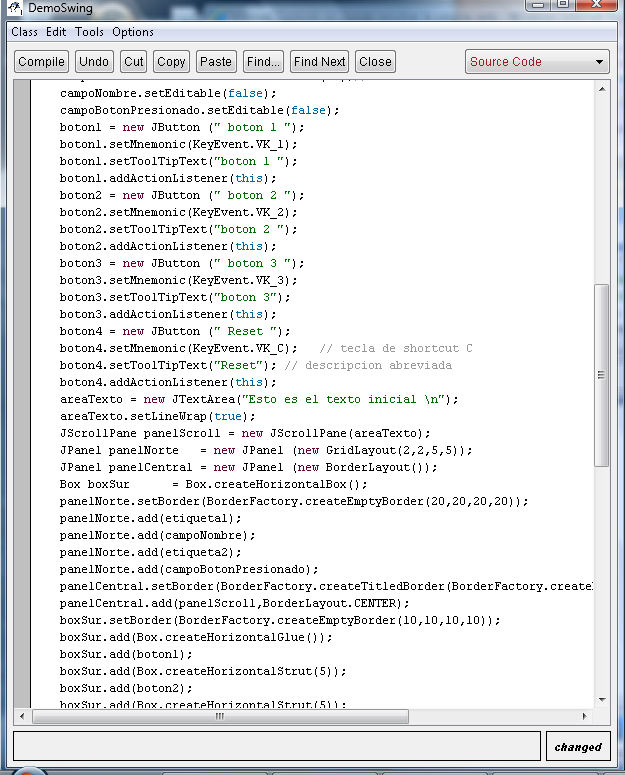 DemoSwing
Class Edit Tools Options
Compile Undo Cut Copy Paste Find... Find Next Close Source Code
campoNombre.setEditable(false);
campoBotonPresionado.setEditable(false);
boton1 = new JButton (" boton 1 ");
boton1.setMnemonic(KeyEvent.VK_1);
boton1.setToolTipText("boton 1 ");
boton1.addActionListener(this);
boton2 = new JButton (" boton 2 ");
boton2.setMnemonic(KeyEvent.VK_2);
boton2.setToolTipText("boton 2 ");
boton2.addActionListener(this);
boton3 = new JButton (" boton 3 ");
boton3.setMnemonic(KeyEvent.VK_3);
boton3.setToolTipText("boton 3");
boton3.addActionListener(this);
boton4 = new JButton (" Reset ");
boton4.setMnemonic(KeyEvent.VK_C);   // tecla de shortcut C
boton4.setToolTipText("Reset"); // descripcion abreviada
boton4.addActionListener(this);
areaTexto = new JTextArea("Esto es el texto inicial \n");
areaTexto.setLineWrap(true);
JScrollPane panelScroll = new JScrollPane(areaTexto);
JPanel panelNorte   = new JPanel (new GridLayout(2,2,5,5));
JPanel panelCentral = new JPanel (new BorderLayout());
Box boxSur      = Box.createHorizontalBox();
panelNorte.setBorder(BorderFactory.createEmptyBorder(20,20,20,20));
panelNorte.add(etiqueta1);
panelNorte.add(campoNombre);
panelNorte.add(etiqueta2);
panelNorte.add(campoBotonPresionado);
panelCentral.setBorder(BorderFactory.createTitledBorder(BorderFactory.create
panelCentral.add(panelScroll,BorderLayout.CENTER);
boxSur.setBorder(BorderFactory.createEmptyBorder(10,10,10,10));
boxSur.add(Box.createHorizontalGlue());
boxSur.add(boton1);
boxSur.add(Box.createHorizontalStrut(5));
boxSur.add(boton2);
boxSur.add(Box.createHorizontalStrut(5));
changed